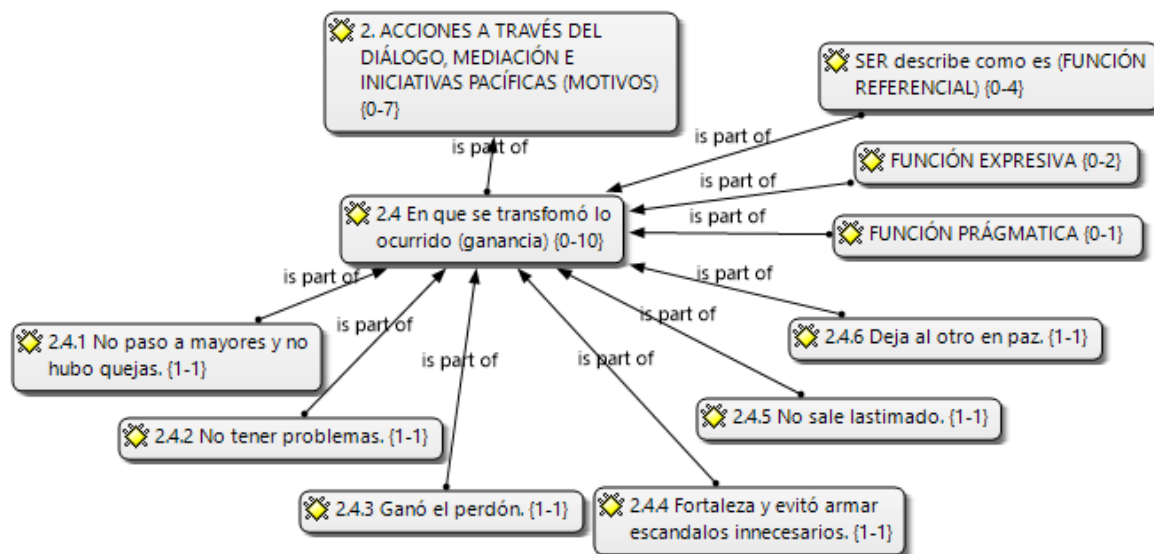 2. ACCIONES A TRAVÉS DEL
DIÁLOGO, MEDIACIÓN E
INICIATIVAS PACÍFICAS (MOTIVOS)
{0-7}
SER describe como es (FUNCIÓN
REFERENCIAL) {0-4}
is part of
is part of
FUNCIÓN EXPRESIVA {0-2}
is part of
2.4 En que se transfomó lo
ocurrido (ganancia) {0-10}
is part of
FUNCIÓN PRÁGMATICA {0-1}
is part of
is part of
is part of
is part of
is part of
is part of
2.4.1 No paso a mayores y no
hubo quejas. {1-1}
2.4.6 Deja al otro en paz. {1-1}
2.4.5 No sale lastimado. {1-1}
2.4.2 No tener problemas. {1-1}
2.4.3 Ganó el perdón. {1-1}
2.4.4 Fortaleza y evitó armar
escandalos innecesarios. {1-1}